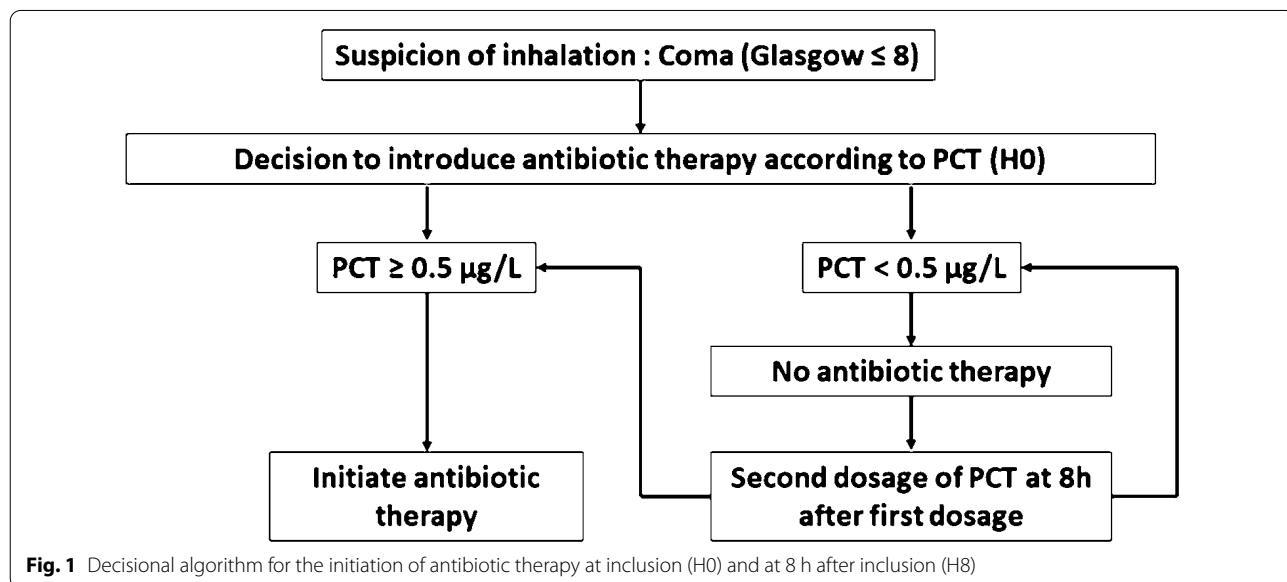 Suspicion of inhalation : Coma (Glasgow ≤ 8)
Decision to introduce antibiotic therapy according to PCT (H0)
PCT ≥ 0.5 µg/L
PCT < 0.5 µg/L
No antibiotic therapy
Initiate antibiotic
therapy
Second dosage of PCT at 8h
after first dosage
Fig. 1 Decisional algorithm for the initiation of antibiotic therapy at inclusion (H0) and at 8 h after inclusion (H8)